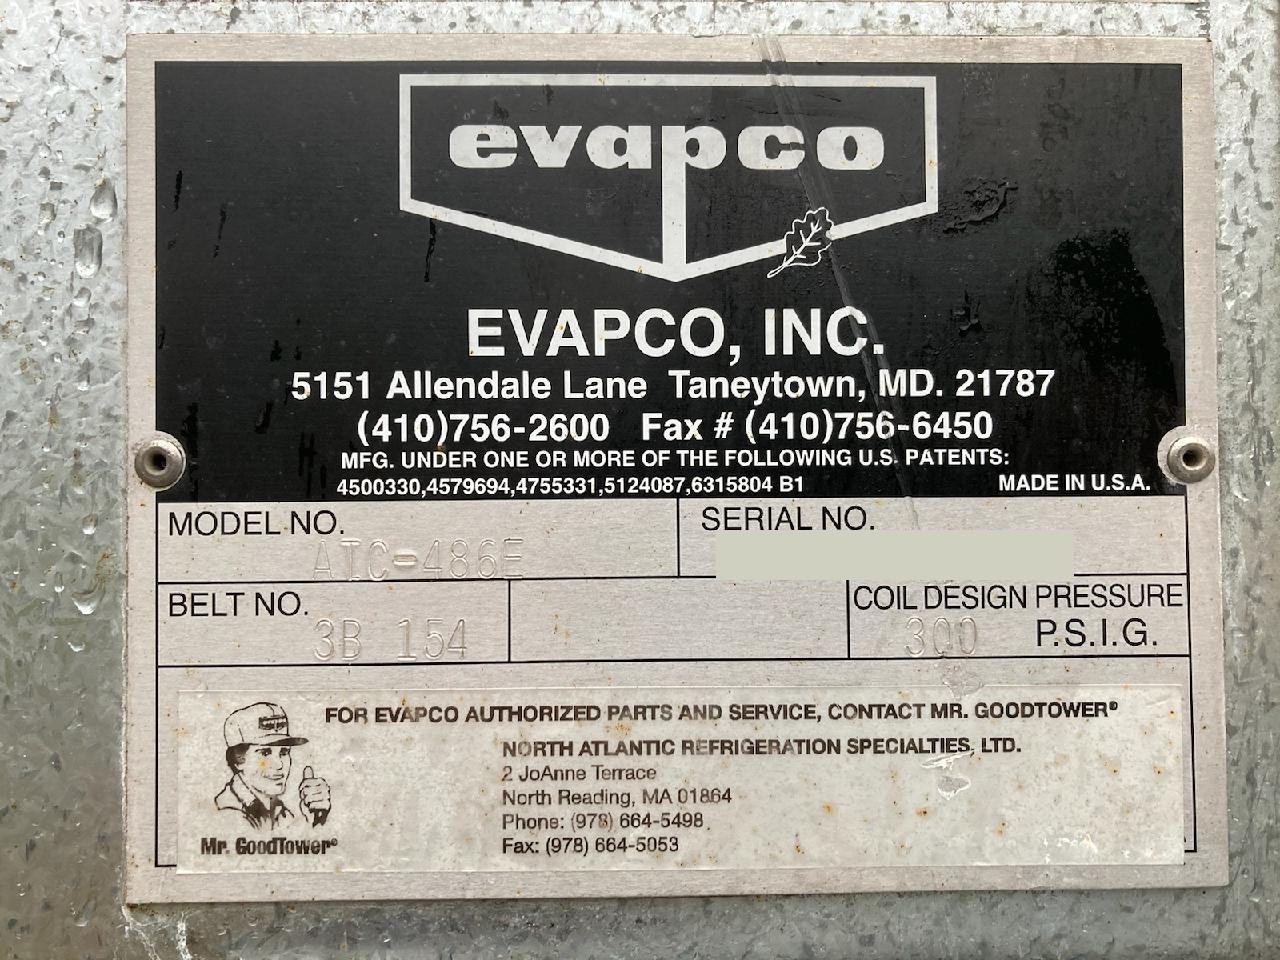 evapco
EVAPCO, INC.
5151 Allendale Lane Taneytown, MD. 21787
(410)756-2600 Fax # (410)756-6450
MFG. UNDER ONE OR MORE OF THE FOLLOWING U.S. PATENTS:
4500330,4579694,4755331,5124087,6315804 B1 MADE IN U.S.A.
MODEL NO. SERIAL NO.
ATC-486E
BELT NO. COIL DESIGN PRESSURE
3B 154 300 P.S.I.G.
FOR EVAPCO AUTHORIZED PARTS AND SERVICE, CONTACT MR. GOODTOWER®
NORTH ATLANTIC REFRIGERATION SPECIALTIES, LTD.
2 JoAnne Terrace
North Reading, MA 01864
Phone: (978) 664-5498
Fax: (978) 664-5053
Mr. GoodTower®